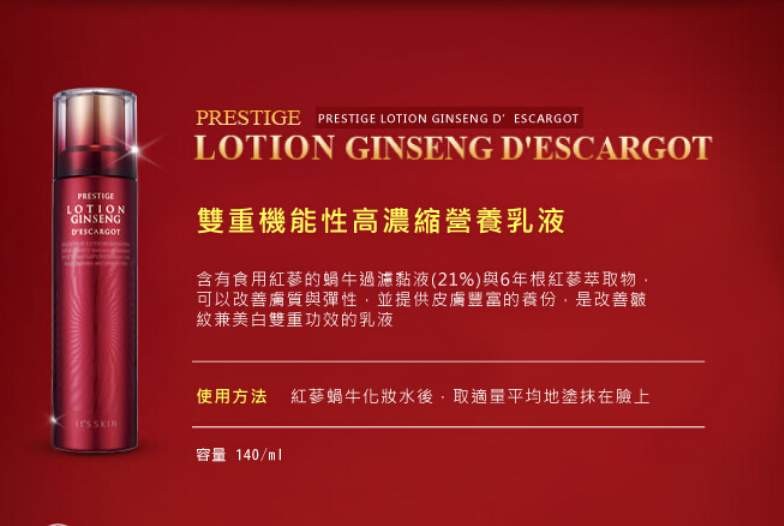 PRESTIGE PRESTIGE LOTION GINSENG D' ESCARGOT
LOTION GINSENG D'ESCARGOT
PRESTIGE
LOTION
GINSENG
D'ESCARGOT
雙重機能性高濃縮營養乳液
含有食用紅蔘的蝸牛過濾黏液(21%)與6年根紅蔘萃取物，
可以改善膚質與彈性，並提供皮膚豐富的養份，是改善皺
紋兼美白雙重功效的乳液
使用方法 紅蔘蝸牛化妝水後，取適量平均地塗抹在臉上
IT'S SKIN
容量 140/ml